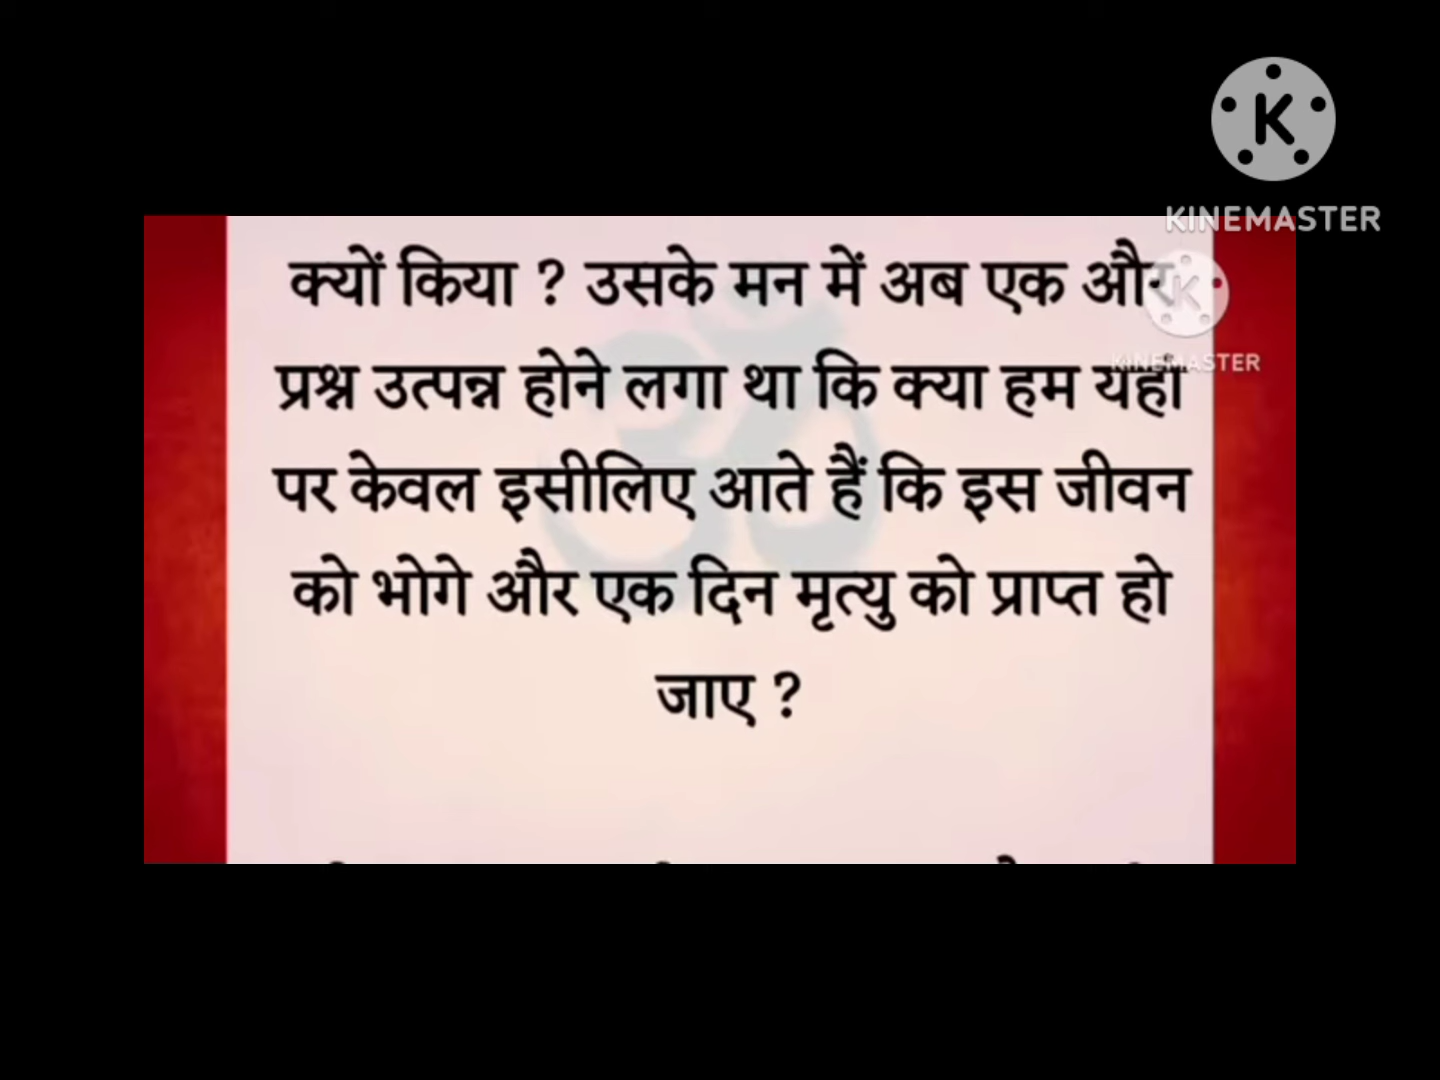 KINEMASTER
क्यों किया ? उसके मन में अब एक और
KINEMASTER
प्रश्न उत्पन्न होने लगा था कि क्या हम यहां
पर केवल इसीलिए आते हैं कि इस जीवन
को भोगे और एक दिन मृत्यु को प्राप्त हो
जाए ?